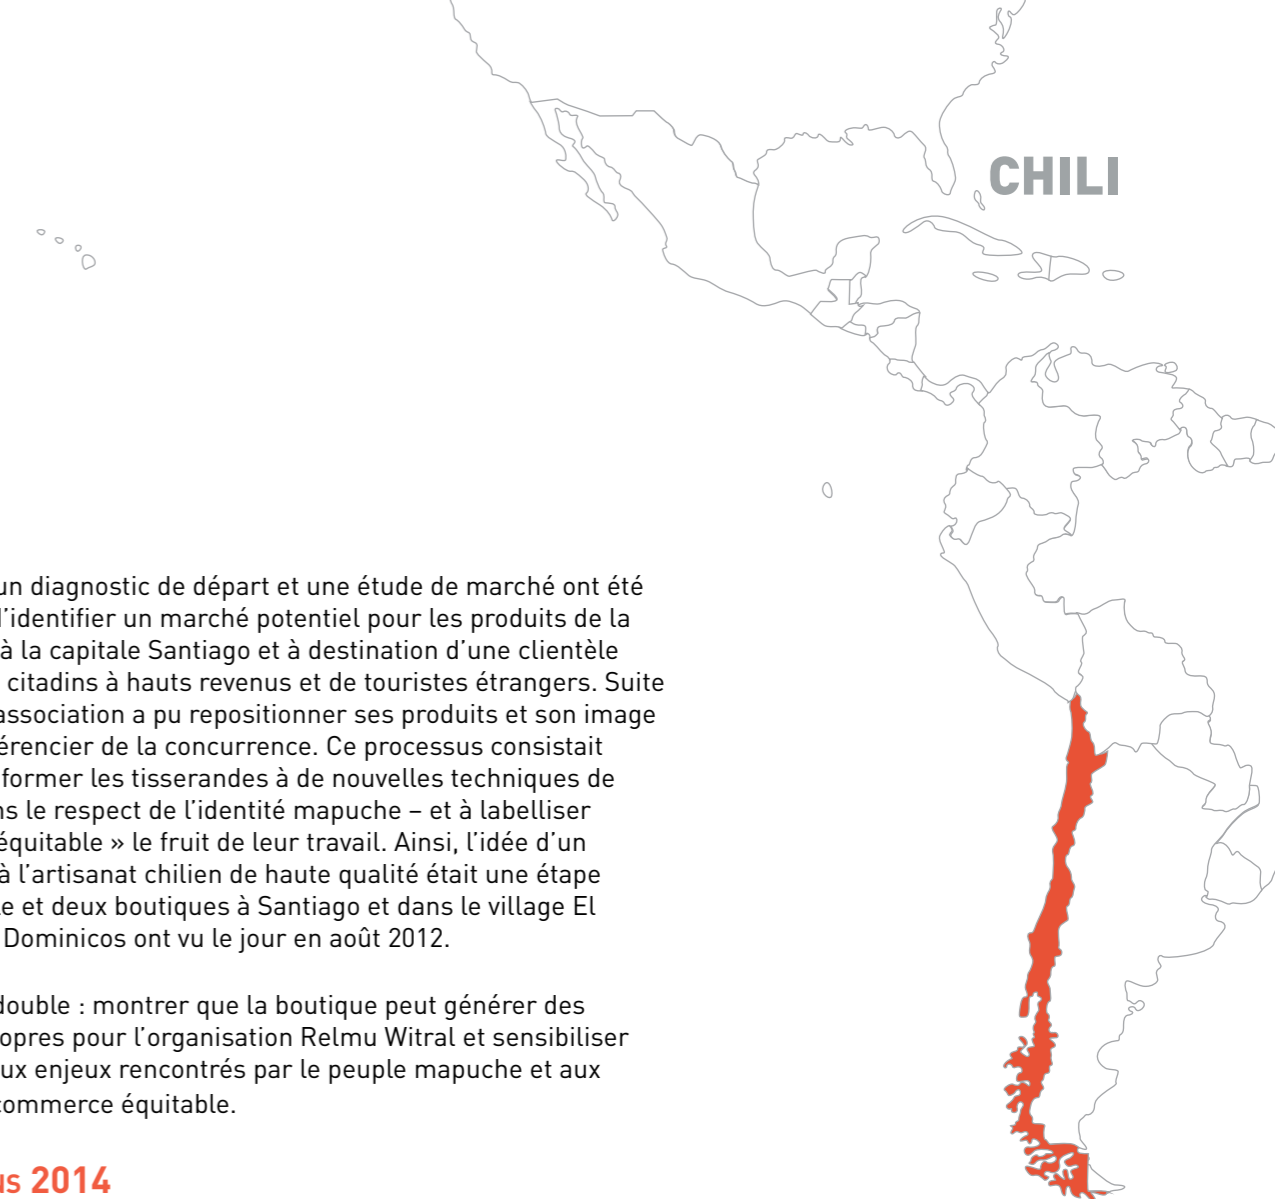 CHILI
un diagnostic de départ et une étude de marché ont été
d’identifier un marché potentiel pour les produits de la
à la capitale Santiago et à destination d’une clientèle
citadins à hauts revenus et de touristes étrangers. Suite
association a pu repositionner ses produits et son image
érencier de la concurrence. Ce processus consistait
former les tisserandes à de nouvelles techniques de
ns le respect de l’identité mapuche – et à labelliser
équitable » le fruit de leur travail. Ainsi, l’idée d’un
à l’artisanat chilien de haute qualité était une étape
le et deux boutiques à Santiago et dans le village El
Dominicos ont vu le jour en août 2012.
double : montrer que la boutique peut générer des
opres pour l’organisation Relmu Witral et sensibiliser
ux enjeux rencontrés par le peuple mapuche et aux
commerce équitable.
us 2014